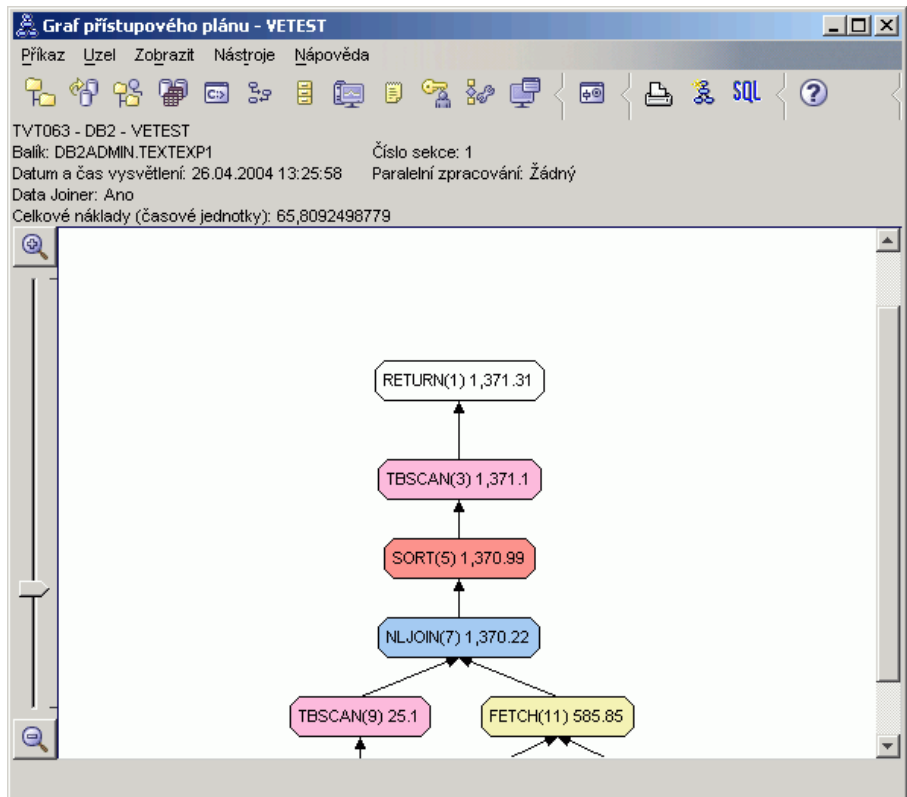 Graf přístupového plánu - VETEST
Příkaz Uzel Zobrazit Nástroje Nápověda
C:> SQL ?
TVT063 - DB2 - VETEST
Balík: DB2ADMIN.TEXTEXP1 Číslo sekce: 1
Datum a čas vysvětlení: 26.04.2004 13:25:58 Paralelní zpracování: Žádný
Data Joiner: Ano
Celkové náklady (časové jednotky): 65,8092498779
RETURN(1) 1,371.31
TBSCAN(3) 1,371.1
SORT(5) 1,370.99
NLJOIN(7) 1,370.22
TBSCAN(9) 25.1 FETCH(11) 585.85